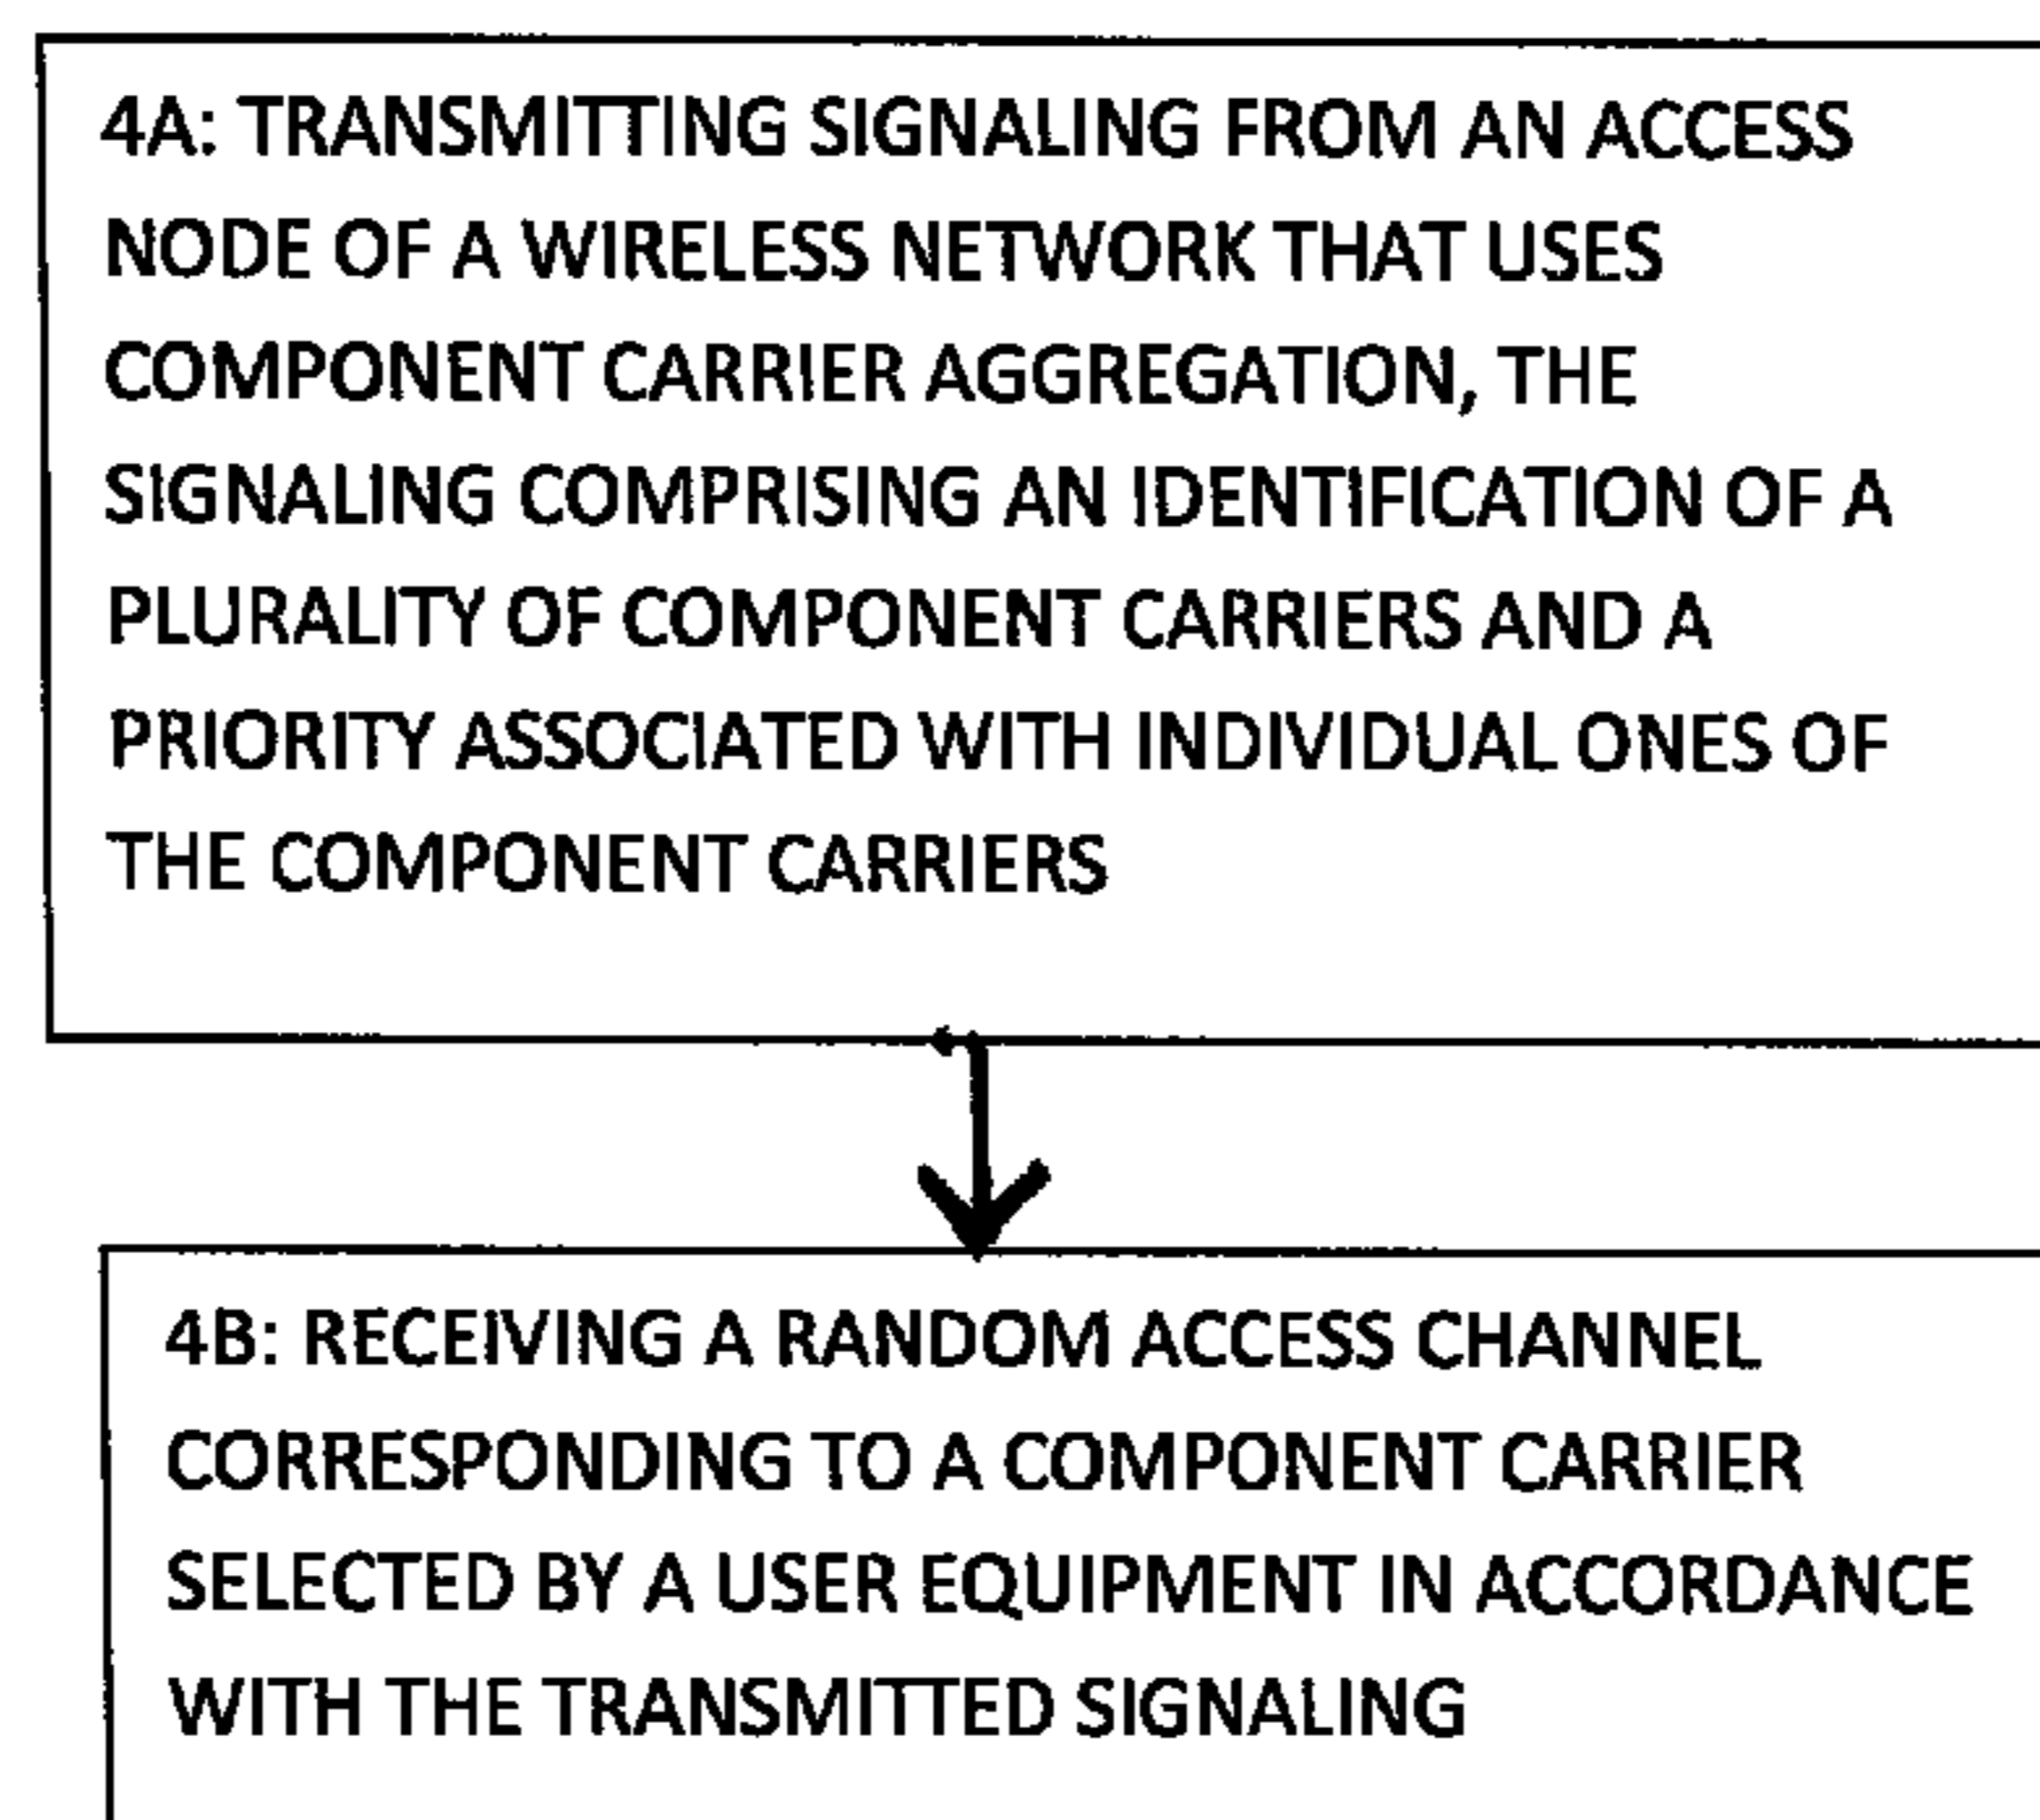 4A: TRANSMITTING SIGNALING FROM AN ACCESS
NODE OF A WIRELESS NETWORK THAT USES
COMPONENT CARRIER AGGREGATION, THE
SIGNALING COMPRISING AN IDENTIFICATION OF A
PLURALITY OF COMPONENT CARRIERS AND A
PRIORITY ASSOCIATED WITH INDIVIDUAL ONES OF
THE COMPONENT CARRIERS
4B: RECEIVING A RANDOM ACCESS CHANNEL
CORRESPONDING TO A COMPONENT CARRIER
SELECTED BY A USER EQUIPMENT IN ACCORDANCE
WITH THE TRANSMITTED SIGNALING